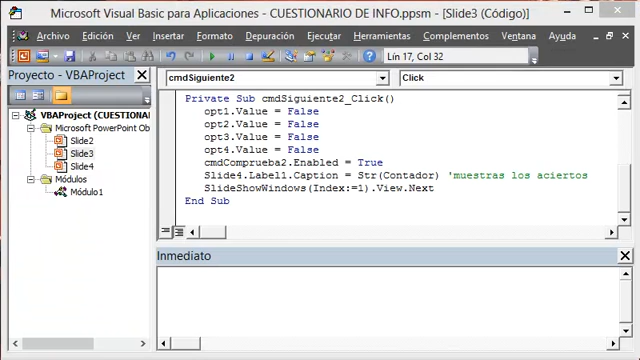 Microsoft Visual Basic para Aplicaciones - CUESTIONARIO DE INFO.ppsm - [Slide3 (Código)]
Archivo Edición Ver Insertar Formato Depuración Ejecutar Herramientas Complementos Ventana Ayuda
Lín 17, Col 32
Proyecto - VBAProject
VBAProject (CUESTIONAR
Microsoft PowerPoint Ob
Slide2
Slide3
Slide4
Módulos
Módulo1
cmdSiguiente2
Click
Private Sub cmdSiguiente2_Click()
opt1.Value = False
opt2.Value = False
opt3.Value = False
opt4.Value = False
cmdComprueba2.Enabled = True
Slide4.Label1.Caption = Str(Contador) 'muestras los aciertos
SlideShowWindows(Index:=1).View.Next
End Sub
Inmediato